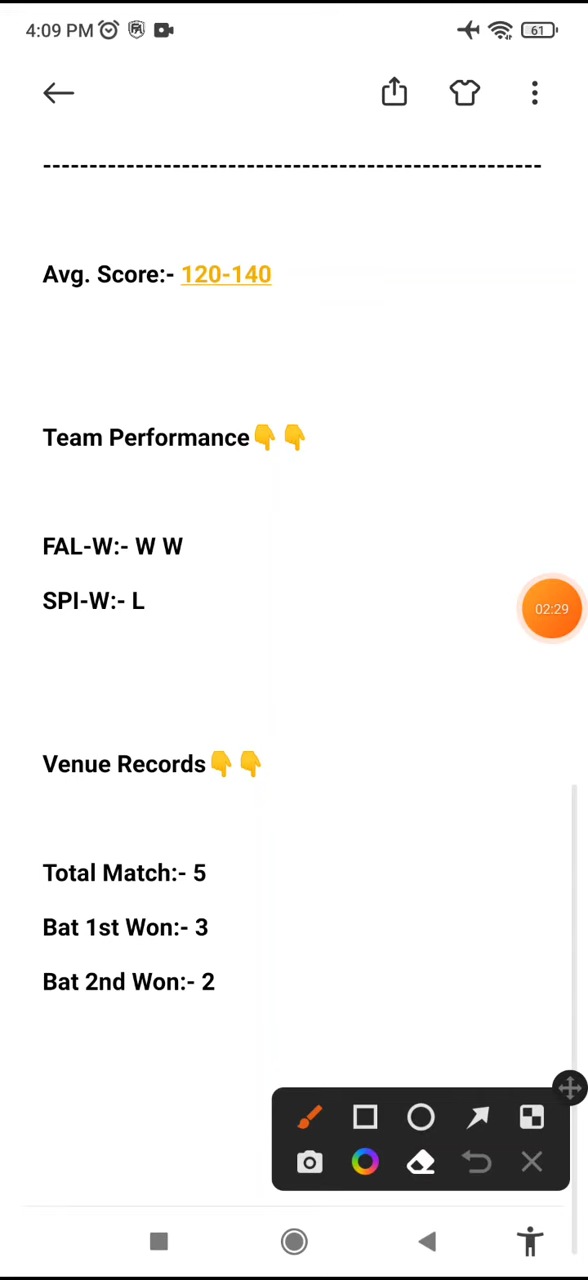 4:09 PM
61
--------------------------------------------------
Avg. Score:- 120-140
Team Performance👇👇
FAL-W:- W W
SPI-W:- L
02:29
Venue Records👇👇
Total Match:- 5
Bat 1st Won:- 3
Bat 2nd Won:- 2